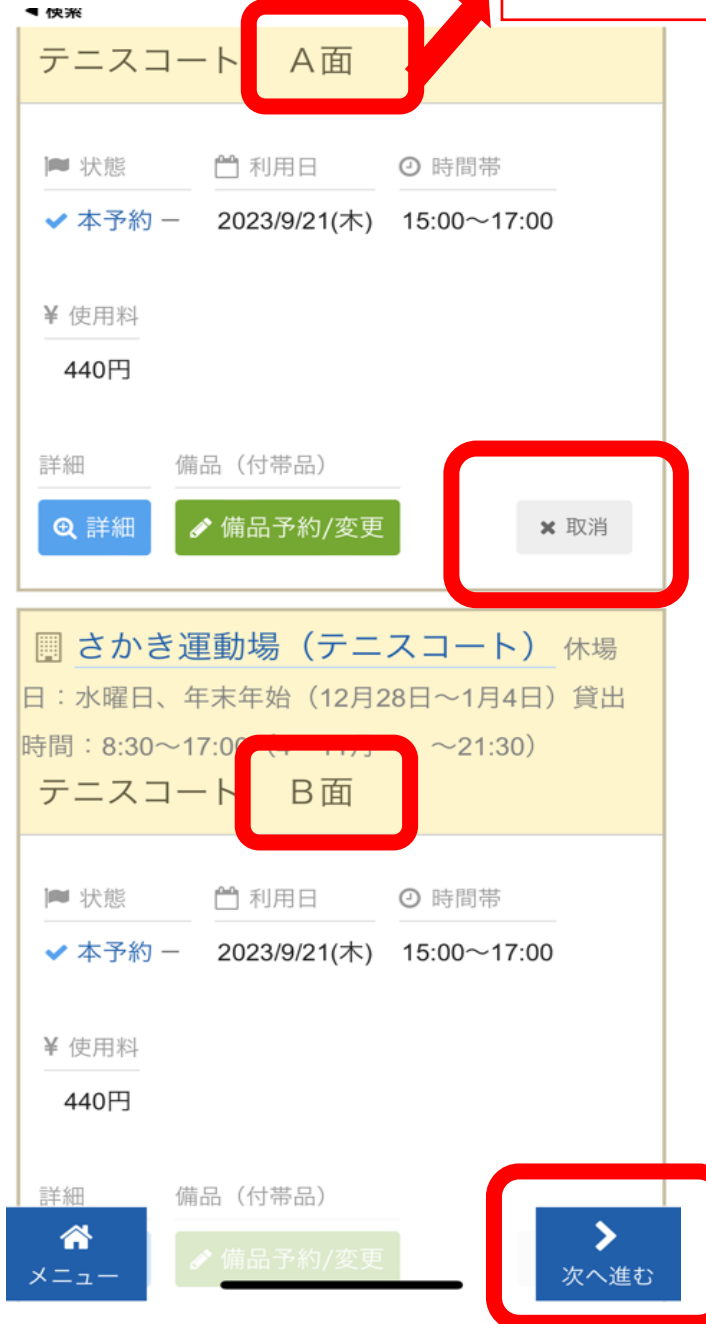 ◀ 検索
テニスコート A面
状態 利用日 時間帯
本予約 － 2023/9/21(木) 15:00～17:00
¥ 使用料
440円
詳細 備品（付帯品）
詳細 備品予約/変更 ✖ 取消
さかき運動場（テニスコート） 休場
日：水曜日、年末年始（12月28日～1月4日）貸出
時間：8:30～17:00 ～21:30）
テニスコート B面
状態 利用日 時間帯
本予約 － 2023/9/21(木) 15:00～17:00
¥ 使用料
440円
詳細 備品（付帯品）
備品予約/変更
メニュー 次へ進む